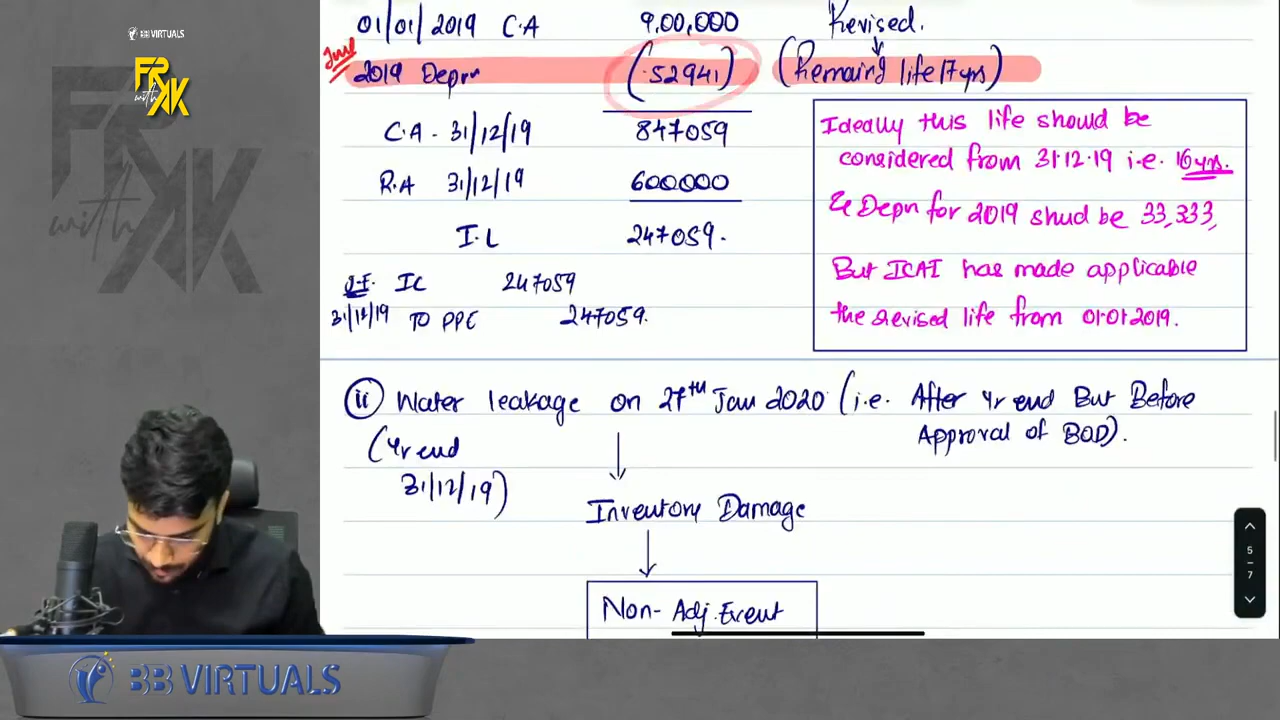 BB VIRTUALS
FR
with AK
01/01/2019 C.A 9,00,000 Revised.
2019 Deprn (52941) (Remaing life 17 yrs)
C.A - 31/12/19 847059
R.A 31/12/19 600000
I.L 247059.
J.E. IC 247059
31/12/19 TO PPE 247059.
Ideally this life should be
considered from 31.12.19 i.e. 16 yrs.
& Depn for 2019 shud be 33,333,
But ICAI has made applicable
the revised life from 01.01.2019.
(ii) Water leakage on 27th Jan 2020 (i.e. After Yr end But Before
Approval of BOD).
(Yr end
31/12/19)
Inventory Damage
Non-Adj. Event
5
7
BB VIRTUALS